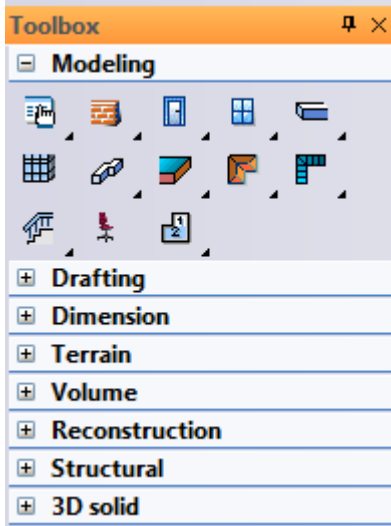 Toolbox
Modeling
Drafting
Dimension
Terrain
Volume
Reconstruction
Structural
3D solid